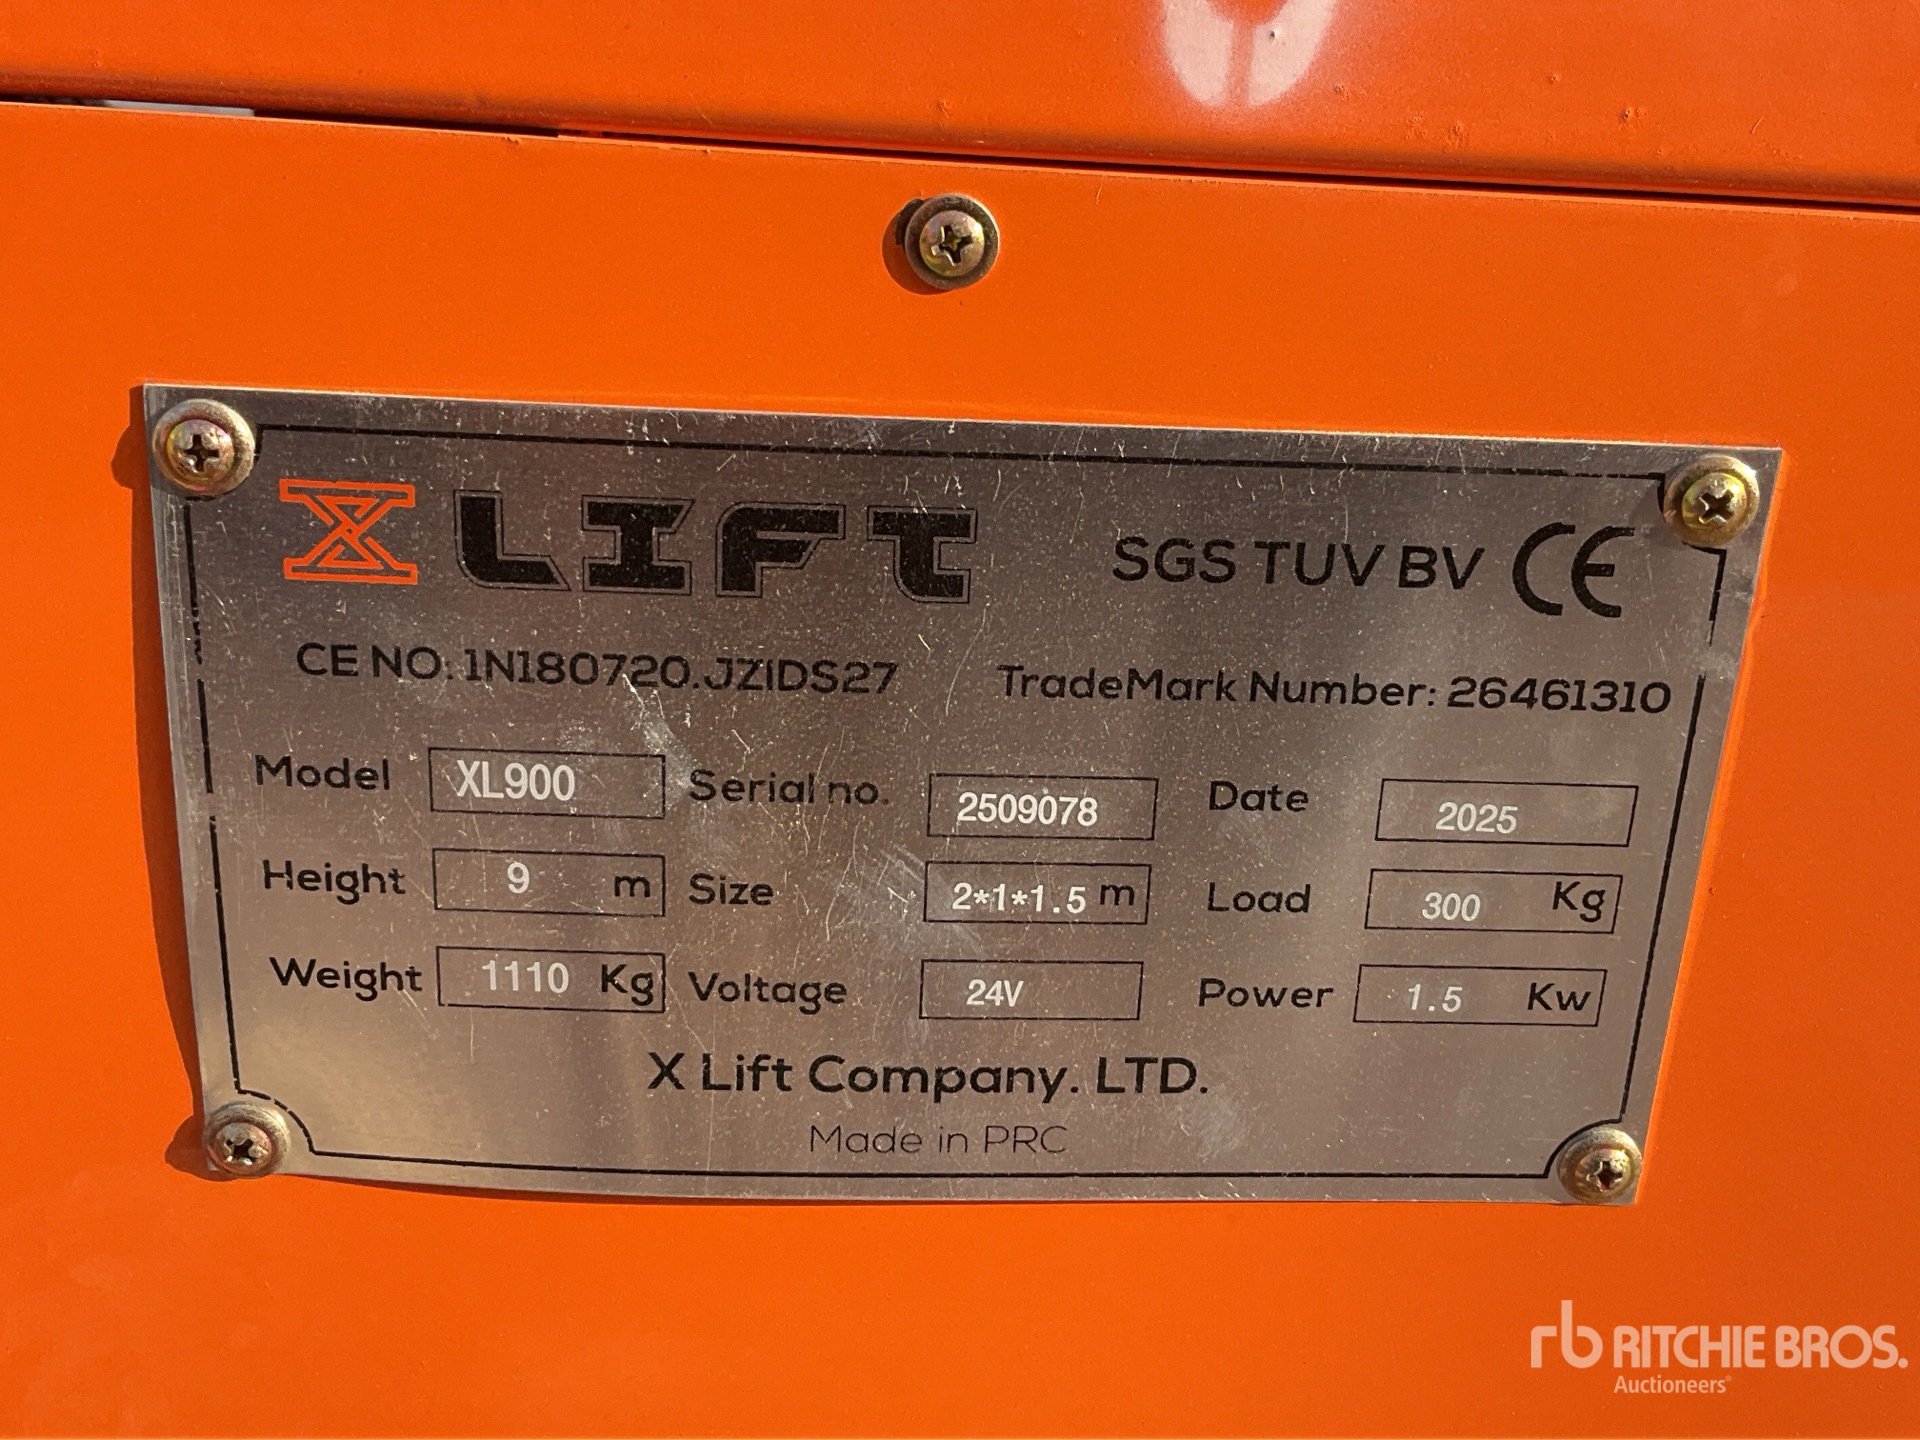 X LIFT SGS TUV BV CE
CE NO: 1N180720.JZIDS27 TradeMark Number: 26461310
Model XL900 Serial no. 2509078 Date 2025
Height 9 m Size 2*1*1.5 m Load 300 Kg
Weight 1110 Kg Voltage 24V Power 1.5 Kw
X Lift Company. LTD.
Made in PRC
rb RITCHIE BROS.
Auctioneers®